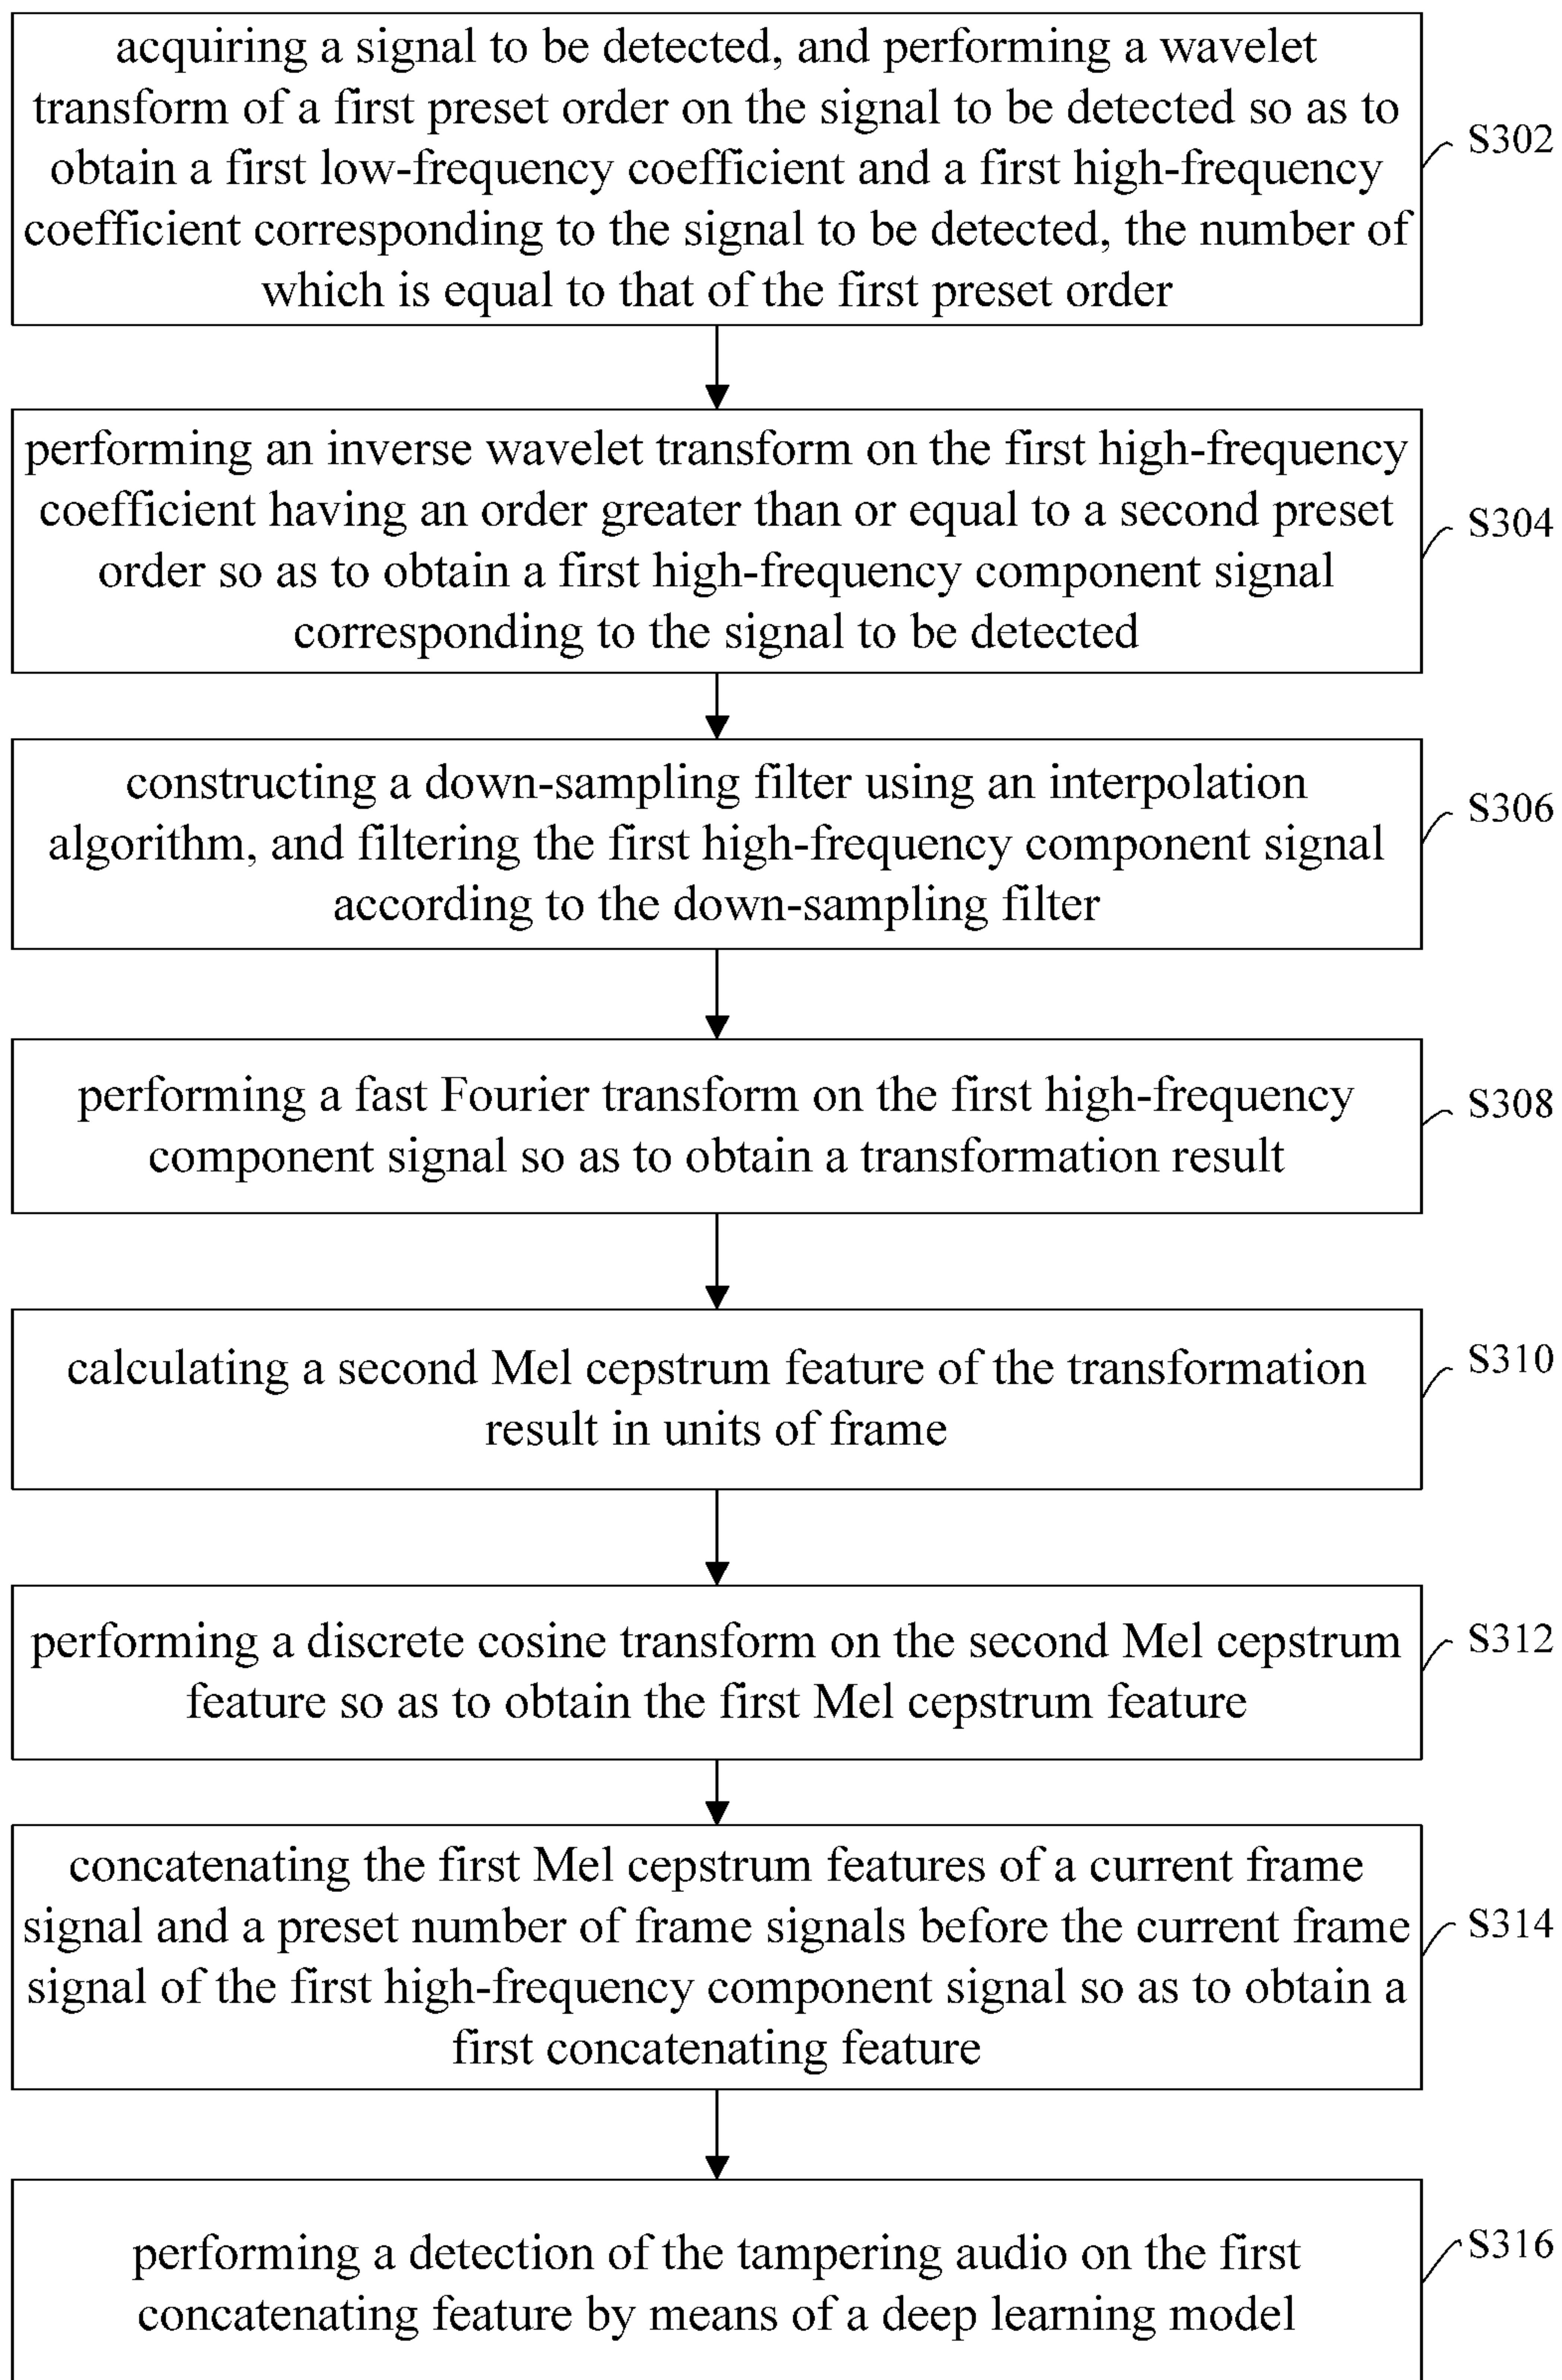 acquiring a signal to be detected, and performing a wavelet
transform of a first preset order on the signal to be detected so as to
obtain a first low-frequency coefficient and a first high-frequency
coefficient corresponding to the signal to be detected, the number of
which is equal to that of the first preset order
S302
performing an inverse wavelet transform on the first high-frequency
coefficient having an order greater than or equal to a second preset
order so as to obtain a first high-frequency component signal
corresponding to the signal to be detected
S304
constructing a down-sampling filter using an interpolation
algorithm, and filtering the first high-frequency component signal
according to the down-sampling filter
S306
performing a fast Fourier transform on the first high-frequency
component signal so as to obtain a transformation result
S308
calculating a second Mel cepstrum feature of the transformation
result in units of frame
S310
performing a discrete cosine transform on the second Mel cepstrum
feature so as to obtain the first Mel cepstrum feature
S312
concatenating the first Mel cepstrum features of a current frame
signal and a preset number of frame signals before the current frame
signal of the first high-frequency component signal so as to obtain a
first concatenating feature
S314
performing a detection of the tampering audio on the first
concatenating feature by means of a deep learning model
S316